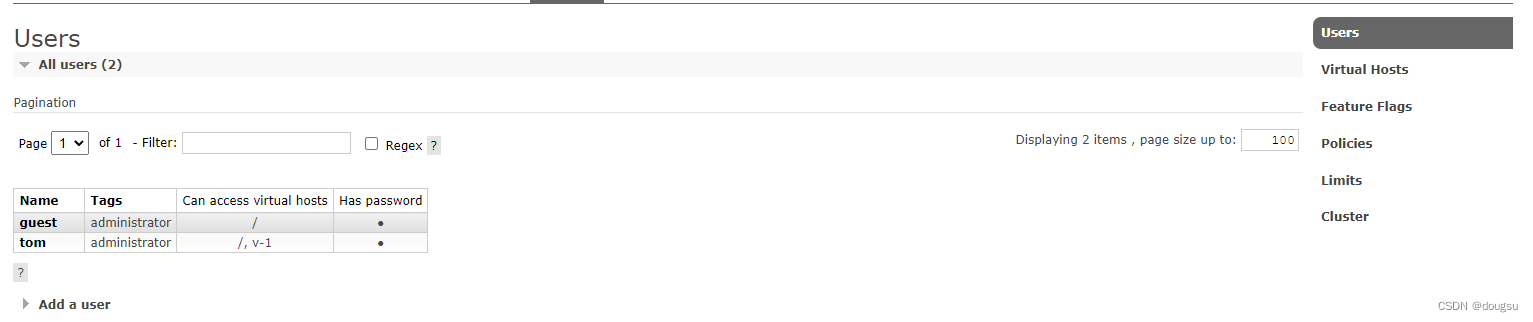 Users
All users (2)
Pagination
Page 1 of 1 - Filter: Regex ?
Displaying 2 items , page size up to: 100
Name Tags Can access virtual hosts Has password
guest administrator / ●
tom administrator /, v-1 ●
?
Add a user
Users
Virtual Hosts
Feature Flags
Policies
Limits
Cluster
CSDN @dougsu